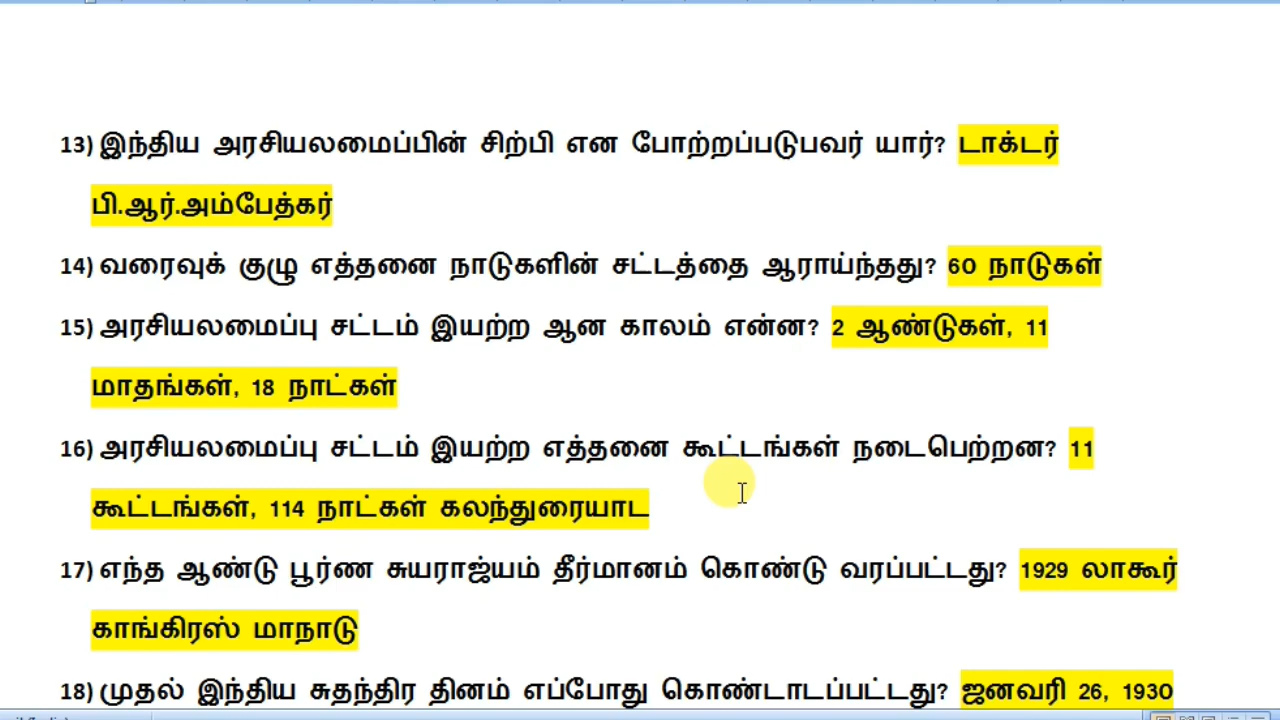 13) இந்திய அரசியலமைப்பின் சிற்பி என போற்றப்படுபவர் யார்? டாக்டர்
பி.ஆர்.அம்பேத்கர்
14) வரைவுக் குழு எத்தனை நாடுகளின் சட்டத்தை ஆராய்ந்தது? 60 நாடுகள்
15) அரசியலமைப்பு சட்டம் இயற்ற ஆன காலம் என்ன? 2 ஆண்டுகள், 11
மாதங்கள், 18 நாட்கள்
16) அரசியலமைப்பு சட்டம் இயற்ற எத்தனை கூட்டங்கள் நடைபெற்றன? 11
கூட்டங்கள், 114 நாட்கள் கலந்துரையாட
17) எந்த ஆண்டு பூர்ண சுயராஜ்யம் தீர்மானம் கொண்டு வரப்பட்டது? 1929 லாகூர்
காங்கிரஸ் மாநாடு
18) முதல் இந்திய சுதந்திர தினம் எப்போது கொண்டாடப்பட்டது? ஜனவரி 26, 1930